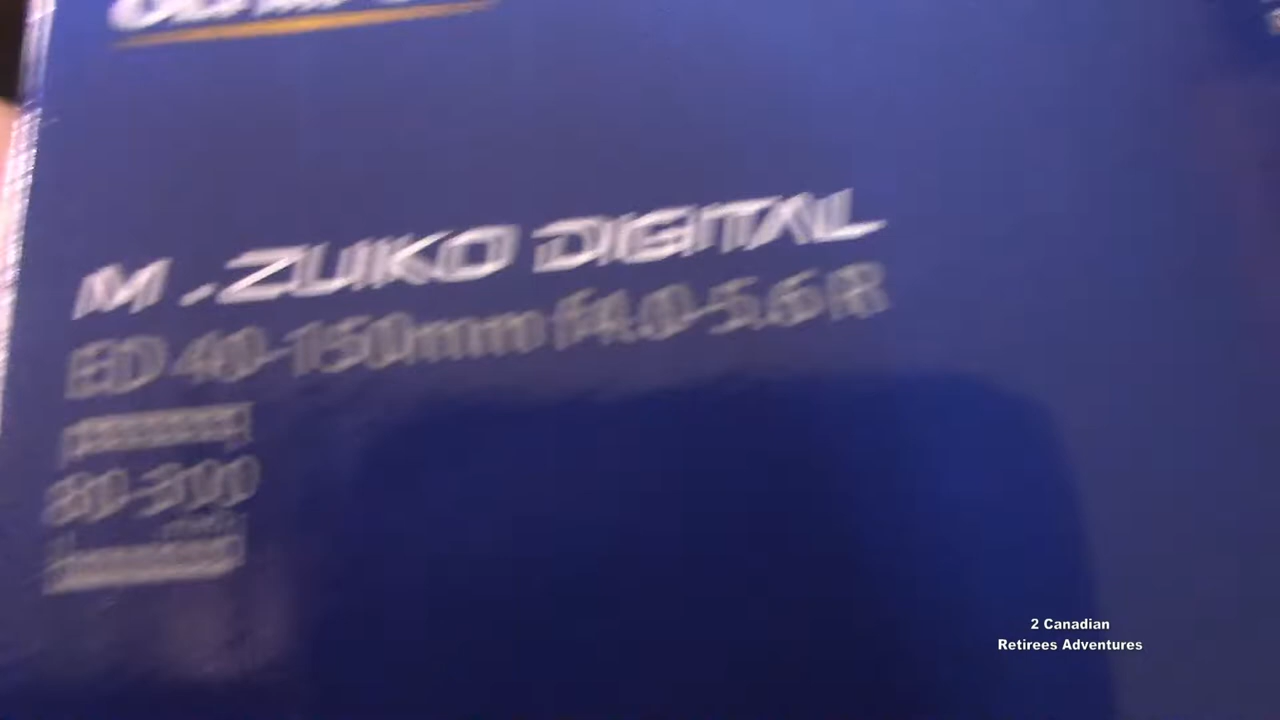 M.ZUIKO DIGITAL
ED 40-150mm f4.0-5.6 R
80-300
2 Canadian
Retirees Adventures